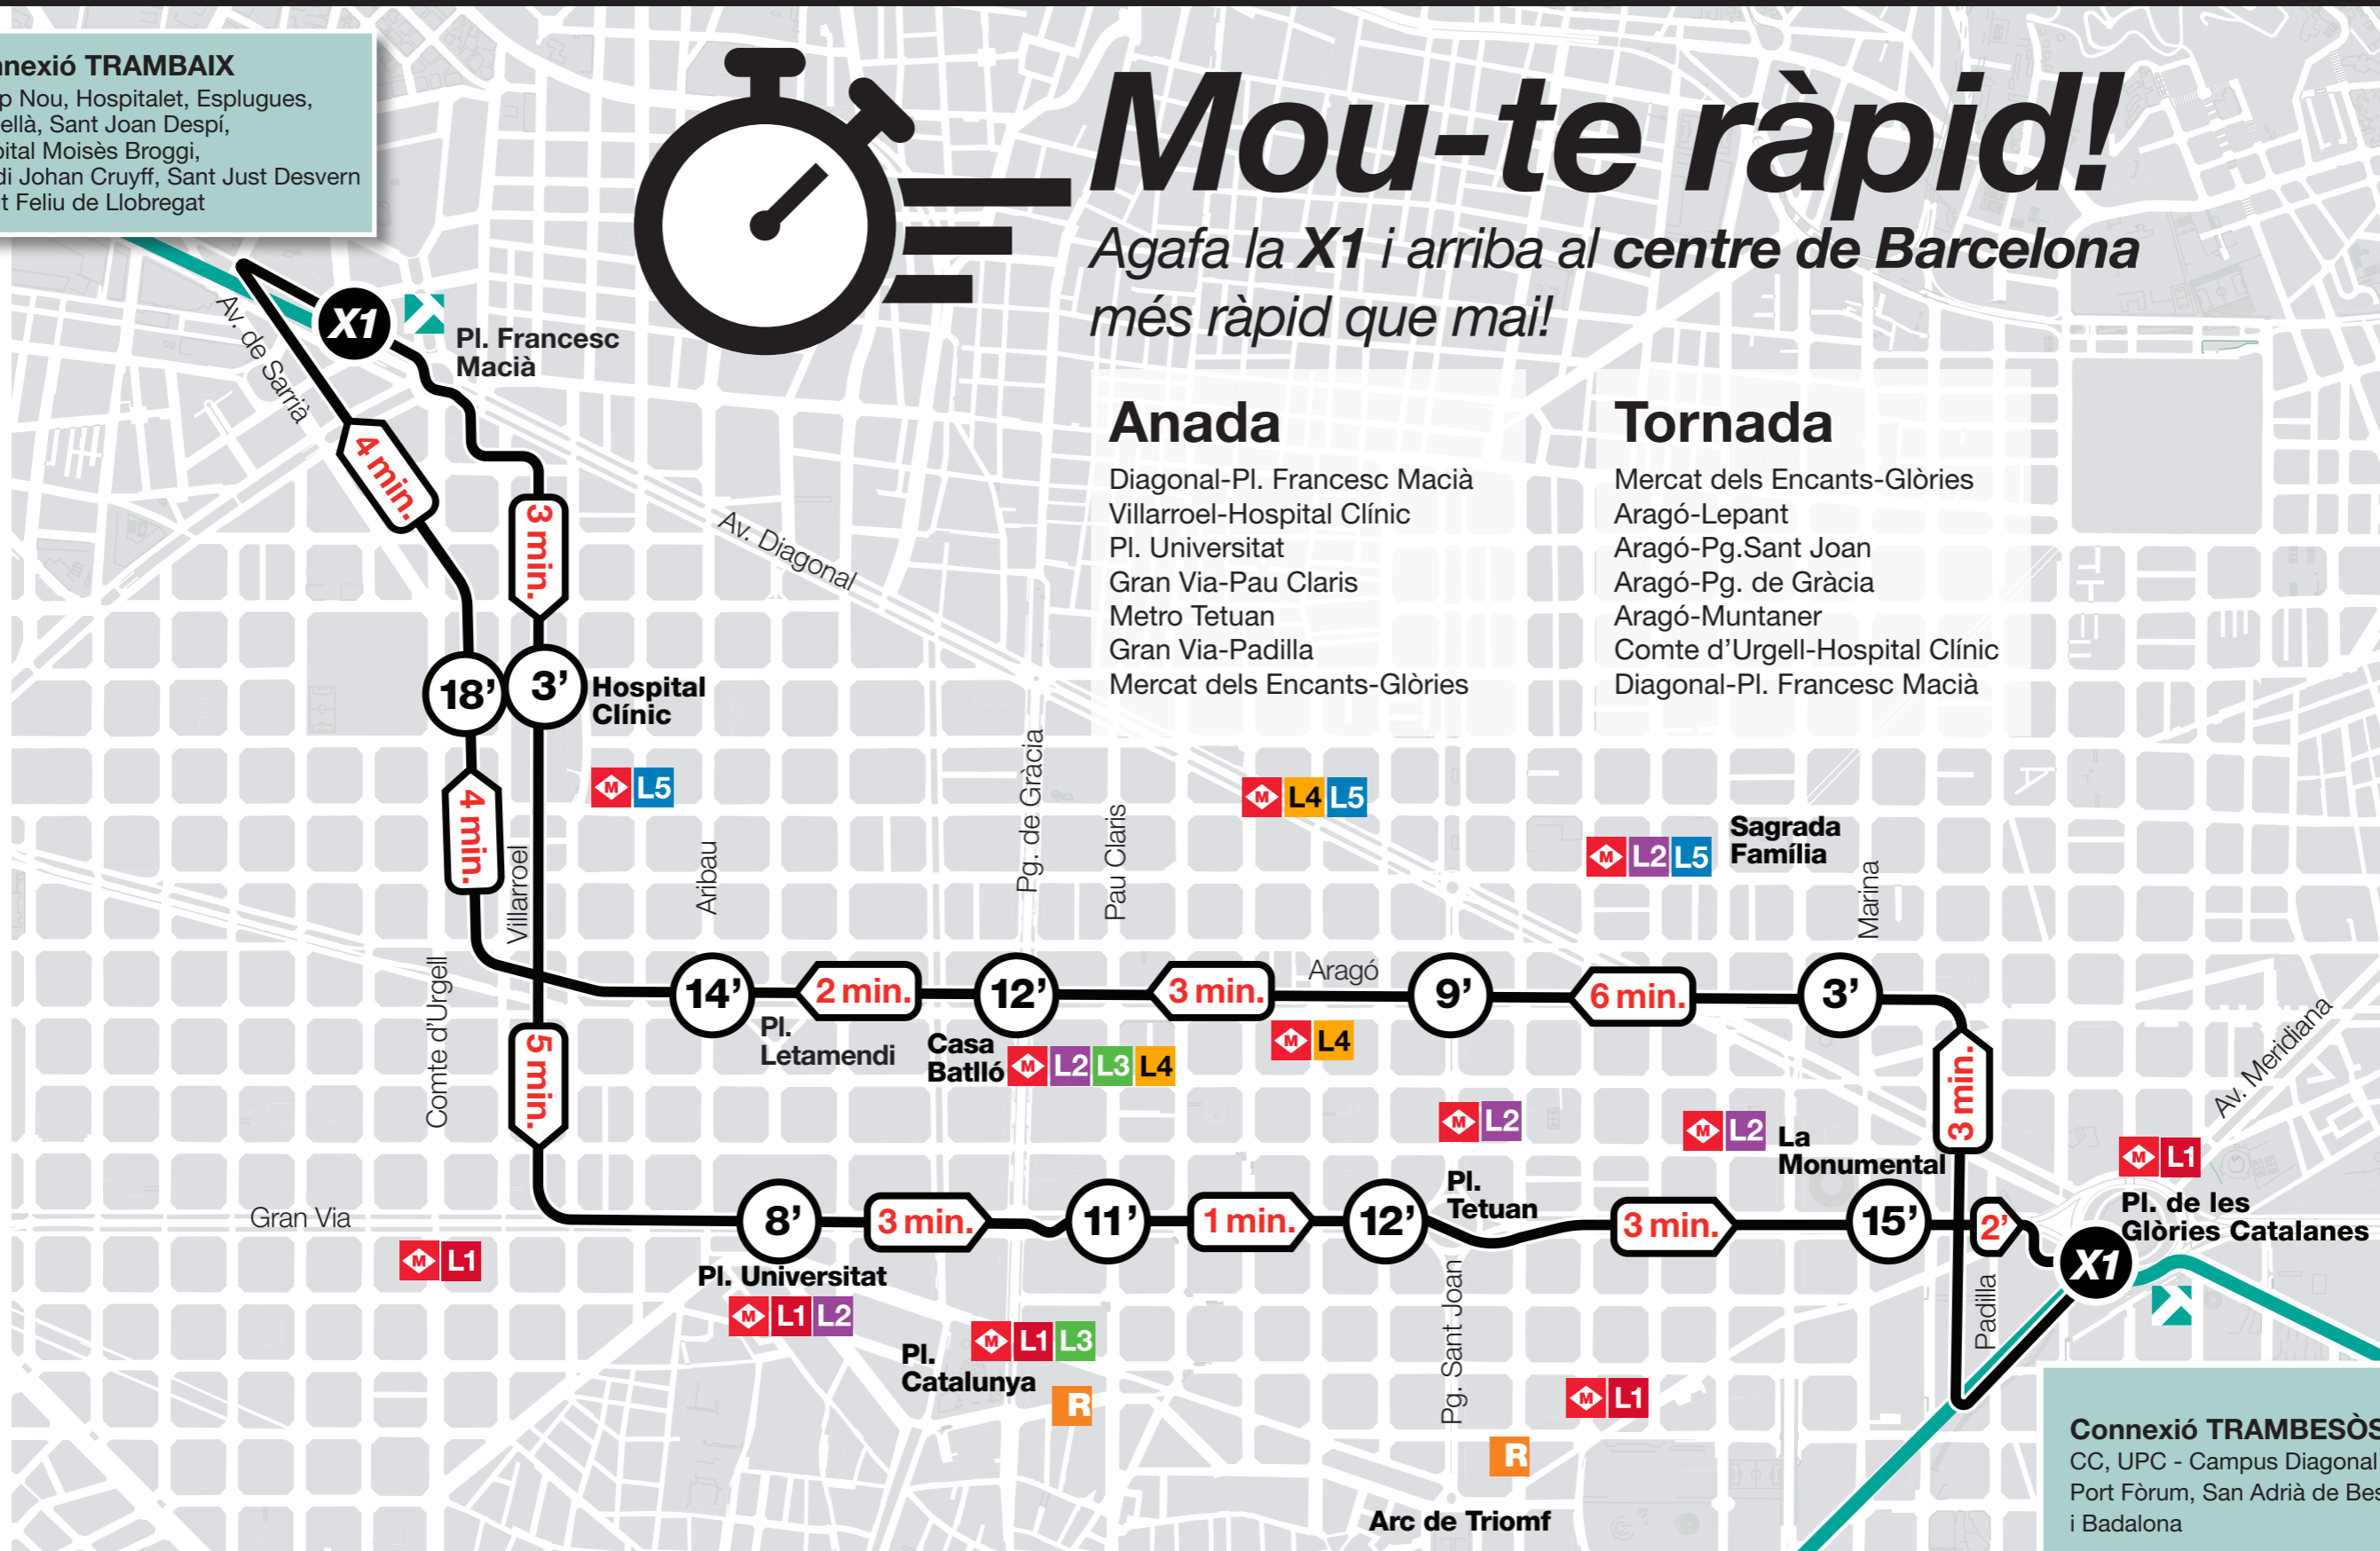 Connexió TRAMBAIX
Nou, Hospitalet, Esplugues,
Sant Joan Despí,
Moisès Broggi,
Johan Cruyff, Sant Just Desvern
Feliu de Llobregat
Mou-te ràpid!
Agafa la X1 i arriba al centre de Barcelona
més ràpid que mai!
X1
Pl. Francesc
Macià
Av. de Sarrià
4 min.
3 min.
Av. Diagonal
Anada
Diagonal-Pl. Francesc Macià
Villarroel-Hospital Clínic
Pl. Universitat
Gran Via-Pau Claris
Metro Tetuan
Gran Via-Padilla
Mercat dels Encants-Glòries
Tornada
Mercat dels Encants-Glòries
Aragó-Lepant
Aragó-Pg.Sant Joan
Aragó-Pg. de Gràcia
Aragó-Muntaner
Comte d’Urgell-Hospital Clínic
Diagonal-Pl. Francesc Macià
18’
3’
Hospital
Clínic
M L5
4 min.
Villarroel
Aribau
Pg. de Gràcia
Pau Claris
M L4 L5
M L2 L5
Sagrada
Família
Marina
Comte d’Urgell
14’
2 min.
12’
3 min.
Aragó
9’
6 min.
3’
Pl.
Letamendi
Casa
Batlló
M L2 L3 L4
M L4
5 min.
3 min.
Av. Meridiana
M L2
M L2
La
Monumental
M L1
Pl. de les
Glòries Catalanes
Gran Via
M L1
8’
3 min.
11’
1 min.
12’
Pl.
Tetuan
3 min.
15’
2’
X1
Pl. Universitat
M L1 L2
Pl.
Catalunya
M L1 L3
R
Pg. Sant Joan
Padilla
M L1
R
Arc de Triomf
Connexió TRAMBESÒS
CC, UPC - Campus Diagonal
Port Fòrum, San Adrià de
i Badalona